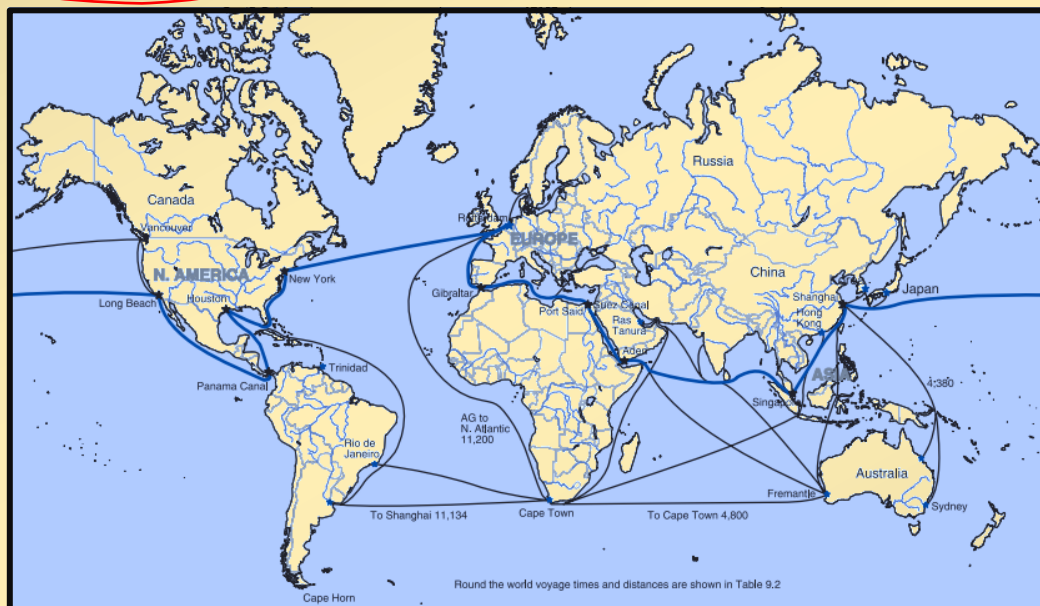 Russia
Canada
Vancouver
Rotterdam
EUROPE
N. AMERICA
New York
China
Long Beach
Houston
Gibraltar
Port Said
Suez Canal
Ras
Tanura
Shanghai
Japan
Hong
Kong
Aden
ASIA
Panama Canal
Trinidad
Singapore
4,380
AG to
N. Atlantic
11,200
Rio de
Janeiro
Australia
Fremantle
To Shanghai 11,134
Cape Town
To Cape Town 4,800
Sydney
Round the world voyage times and distances are shown in Table 9.2
Cape Horn